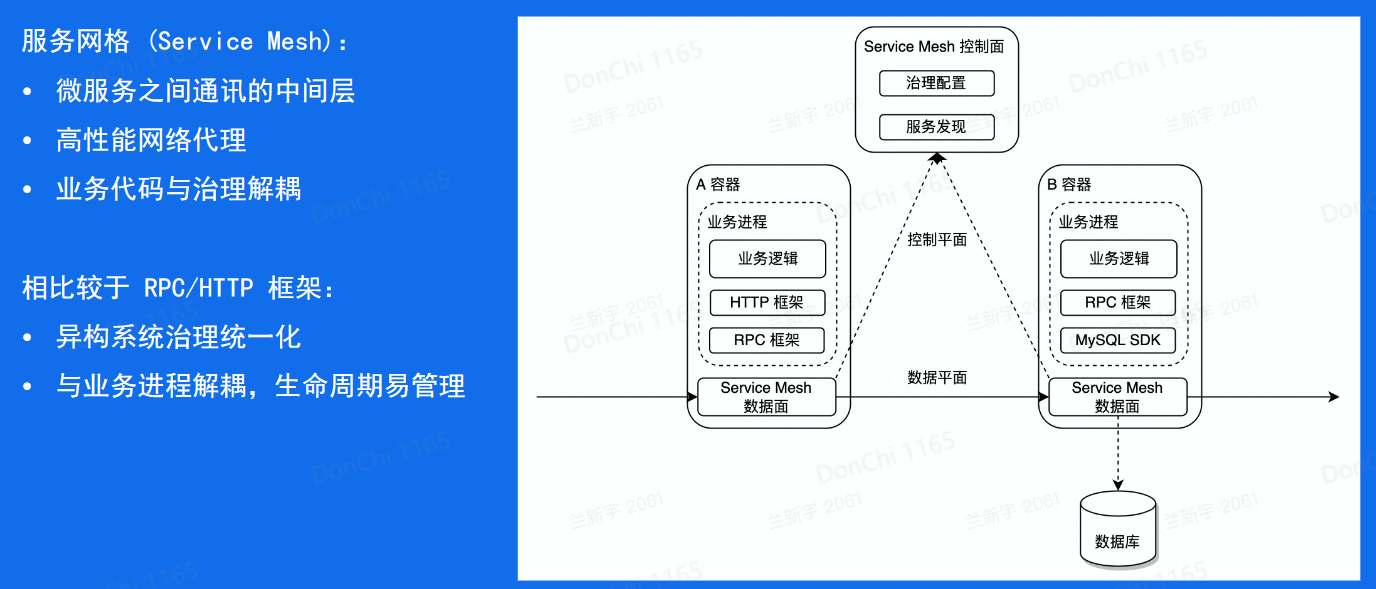 服务网格 (Service Mesh)：
• 微服务之间通讯的中间层
• 高性能网络代理
• 业务代码与治理解耦
相比较于 RPC/HTTP 框架：
• 异构系统治理统一化
• 与业务进程解耦，生命周期易管理
Service Mesh 控制面
治理配置
服务发现
A 容器
业务进程
业务逻辑
HTTP 框架
RPC 框架
Service Mesh
数据面
控制平面
数据平面
B 容器
业务进程
业务逻辑
RPC 框架
MySQL SDK
Service Mesh
数据面
数据库
DonChi 1165
兰新宇 2061